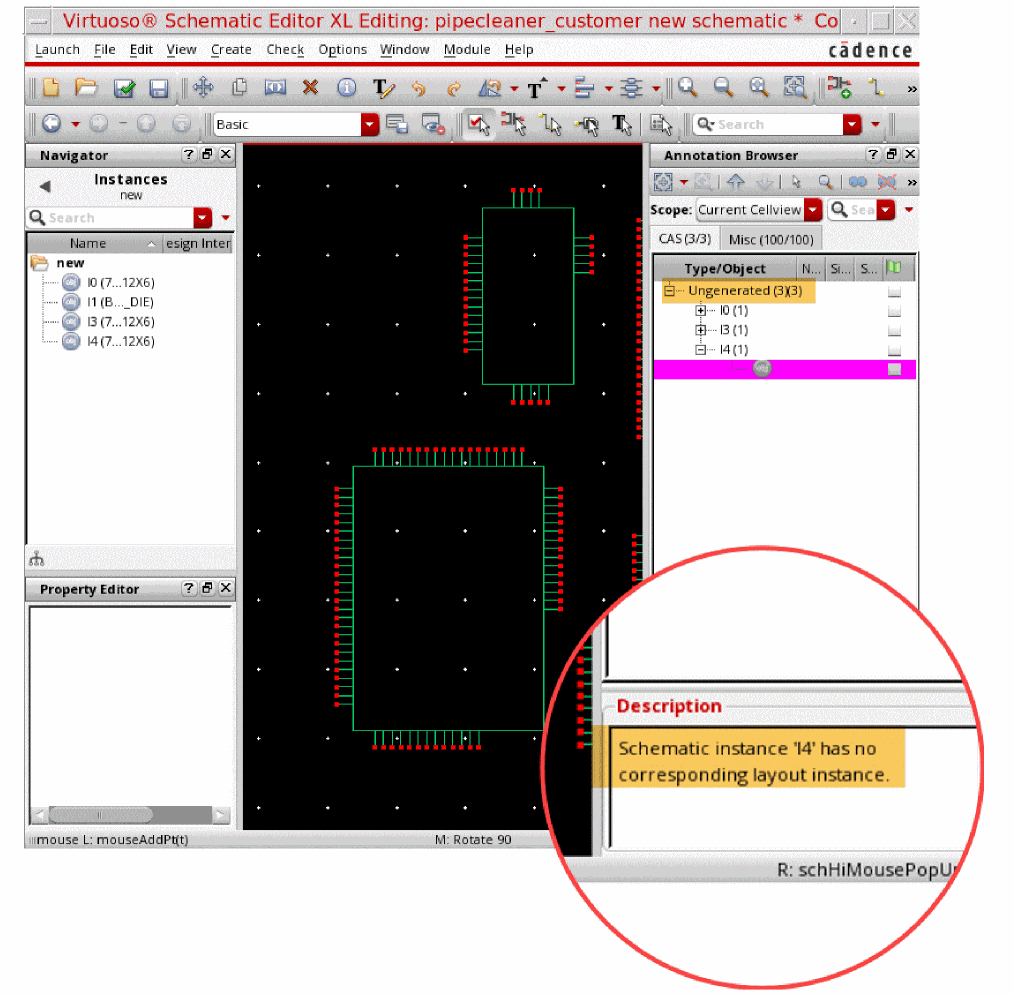 Virtuoso® Schematic Editor XL Editing: pipecleaner_customer new schematic * Co
Launch File Edit View Create Check Options Window Module Help
cādence
»
Basic
Search
Navigator
Instances
new
Search
Name esign Inter
new
I0 (7...12X6)
I1 (B..._DIE)
I3 (7...12X6)
I4 (7...12X6)
Property Editor
Annotation Browser
»
Scope: Current Cellview Sea
CAS (3/3) Misc (100/100)
Type/Object N... Si... S...
Ungenerated (3)(3)
I0 (1)
I3 (1)
I4 (1)
Description
Schematic instance 'I4' has no
corresponding layout instance.
mouse L: mouseAddPt(t) M: Rotate 90 R: schHiMousePopU